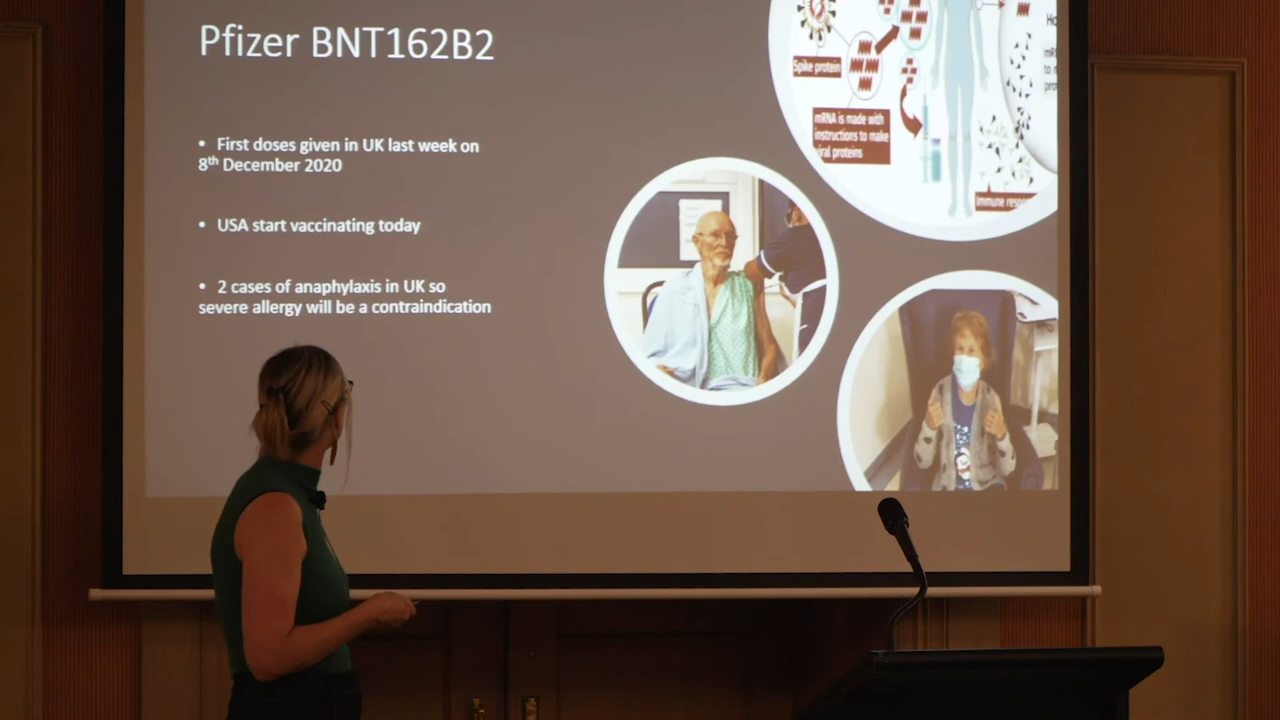 Pfizer BNT162B2
• First doses given in UK last week on
8th December 2020
• USA start vaccinating today
• 2 cases of anaphylaxis in UK so
severe allergy will be a contraindication
Spike protein
mRNA is made with
instructions to make
viral proteins
Immune